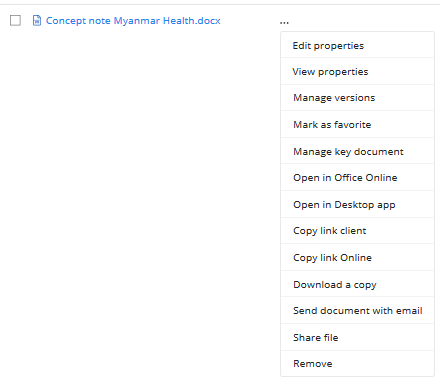 Concept note Myanmar Health.docx ...
Edit properties
View properties
Manage versions
Mark as favorite
Manage key document
Open in Office Online
Open in Desktop app
Copy link client
Copy link Online
Download a copy
Send document with email
Share file
Remove